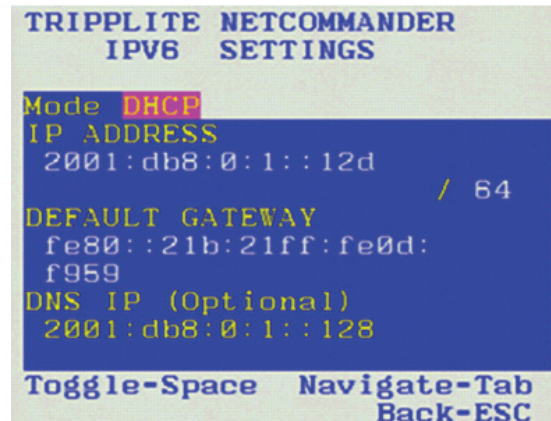 TRIPPLITE NETCOMMANDER
IPV6 SETTINGS
Mode DHCP
IP ADDRESS
2001:db8:0:1::12d
/ 64
DEFAULT GATEWAY
fe80::21b:21ff:fe0d:
f959
DNS IP (Optional)
2001:db8:0:1::128
Toggle-Space Navigate-Tab
Back-ESC